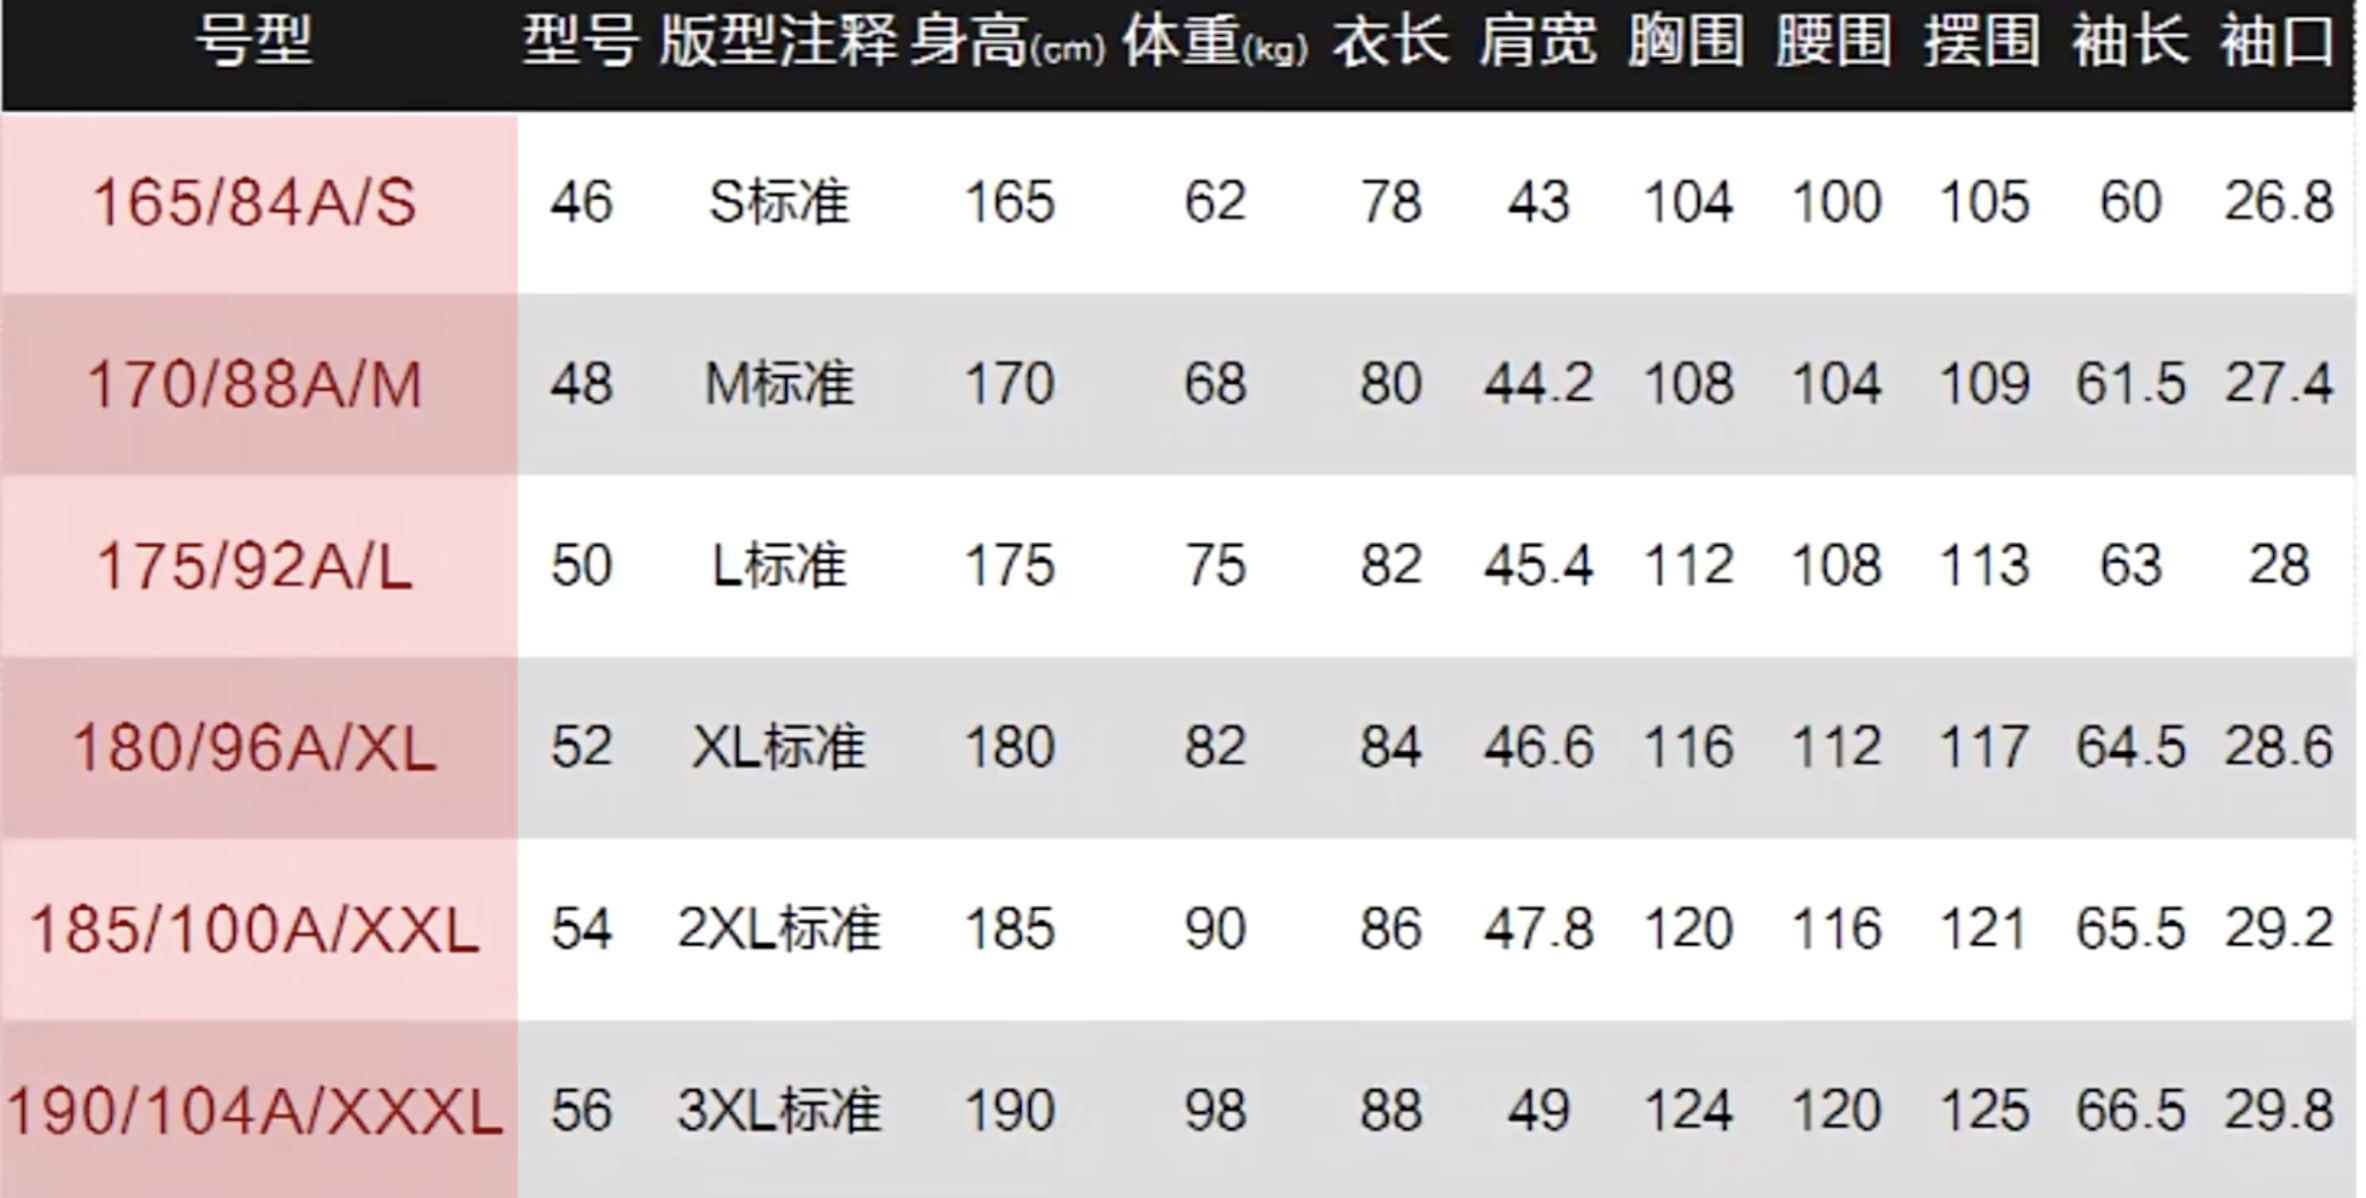 号型 型号 版型注释 身高(cm) 体重(kg) 衣长 肩宽 胸围 腰围 摆围 袖长 袖口
165/84A/S 46 S标准 165 62 78 43 104 100 105 60 26.8
170/88A/M 48 M标准 170 68 80 44.2 108 104 109 61.5 27.4
175/92A/L 50 L标准 175 75 82 45.4 112 108 113 63 28
180/96A/XL 52 XL标准 180 82 84 46.6 116 112 117 64.5 28.6
185/100A/XXL 54 2XL标准 185 90 86 47.8 120 116 121 65.5 29.2
190/104A/XXXL 56 3XL标准 190 98 88 49 124 120 125 66.5 29.8